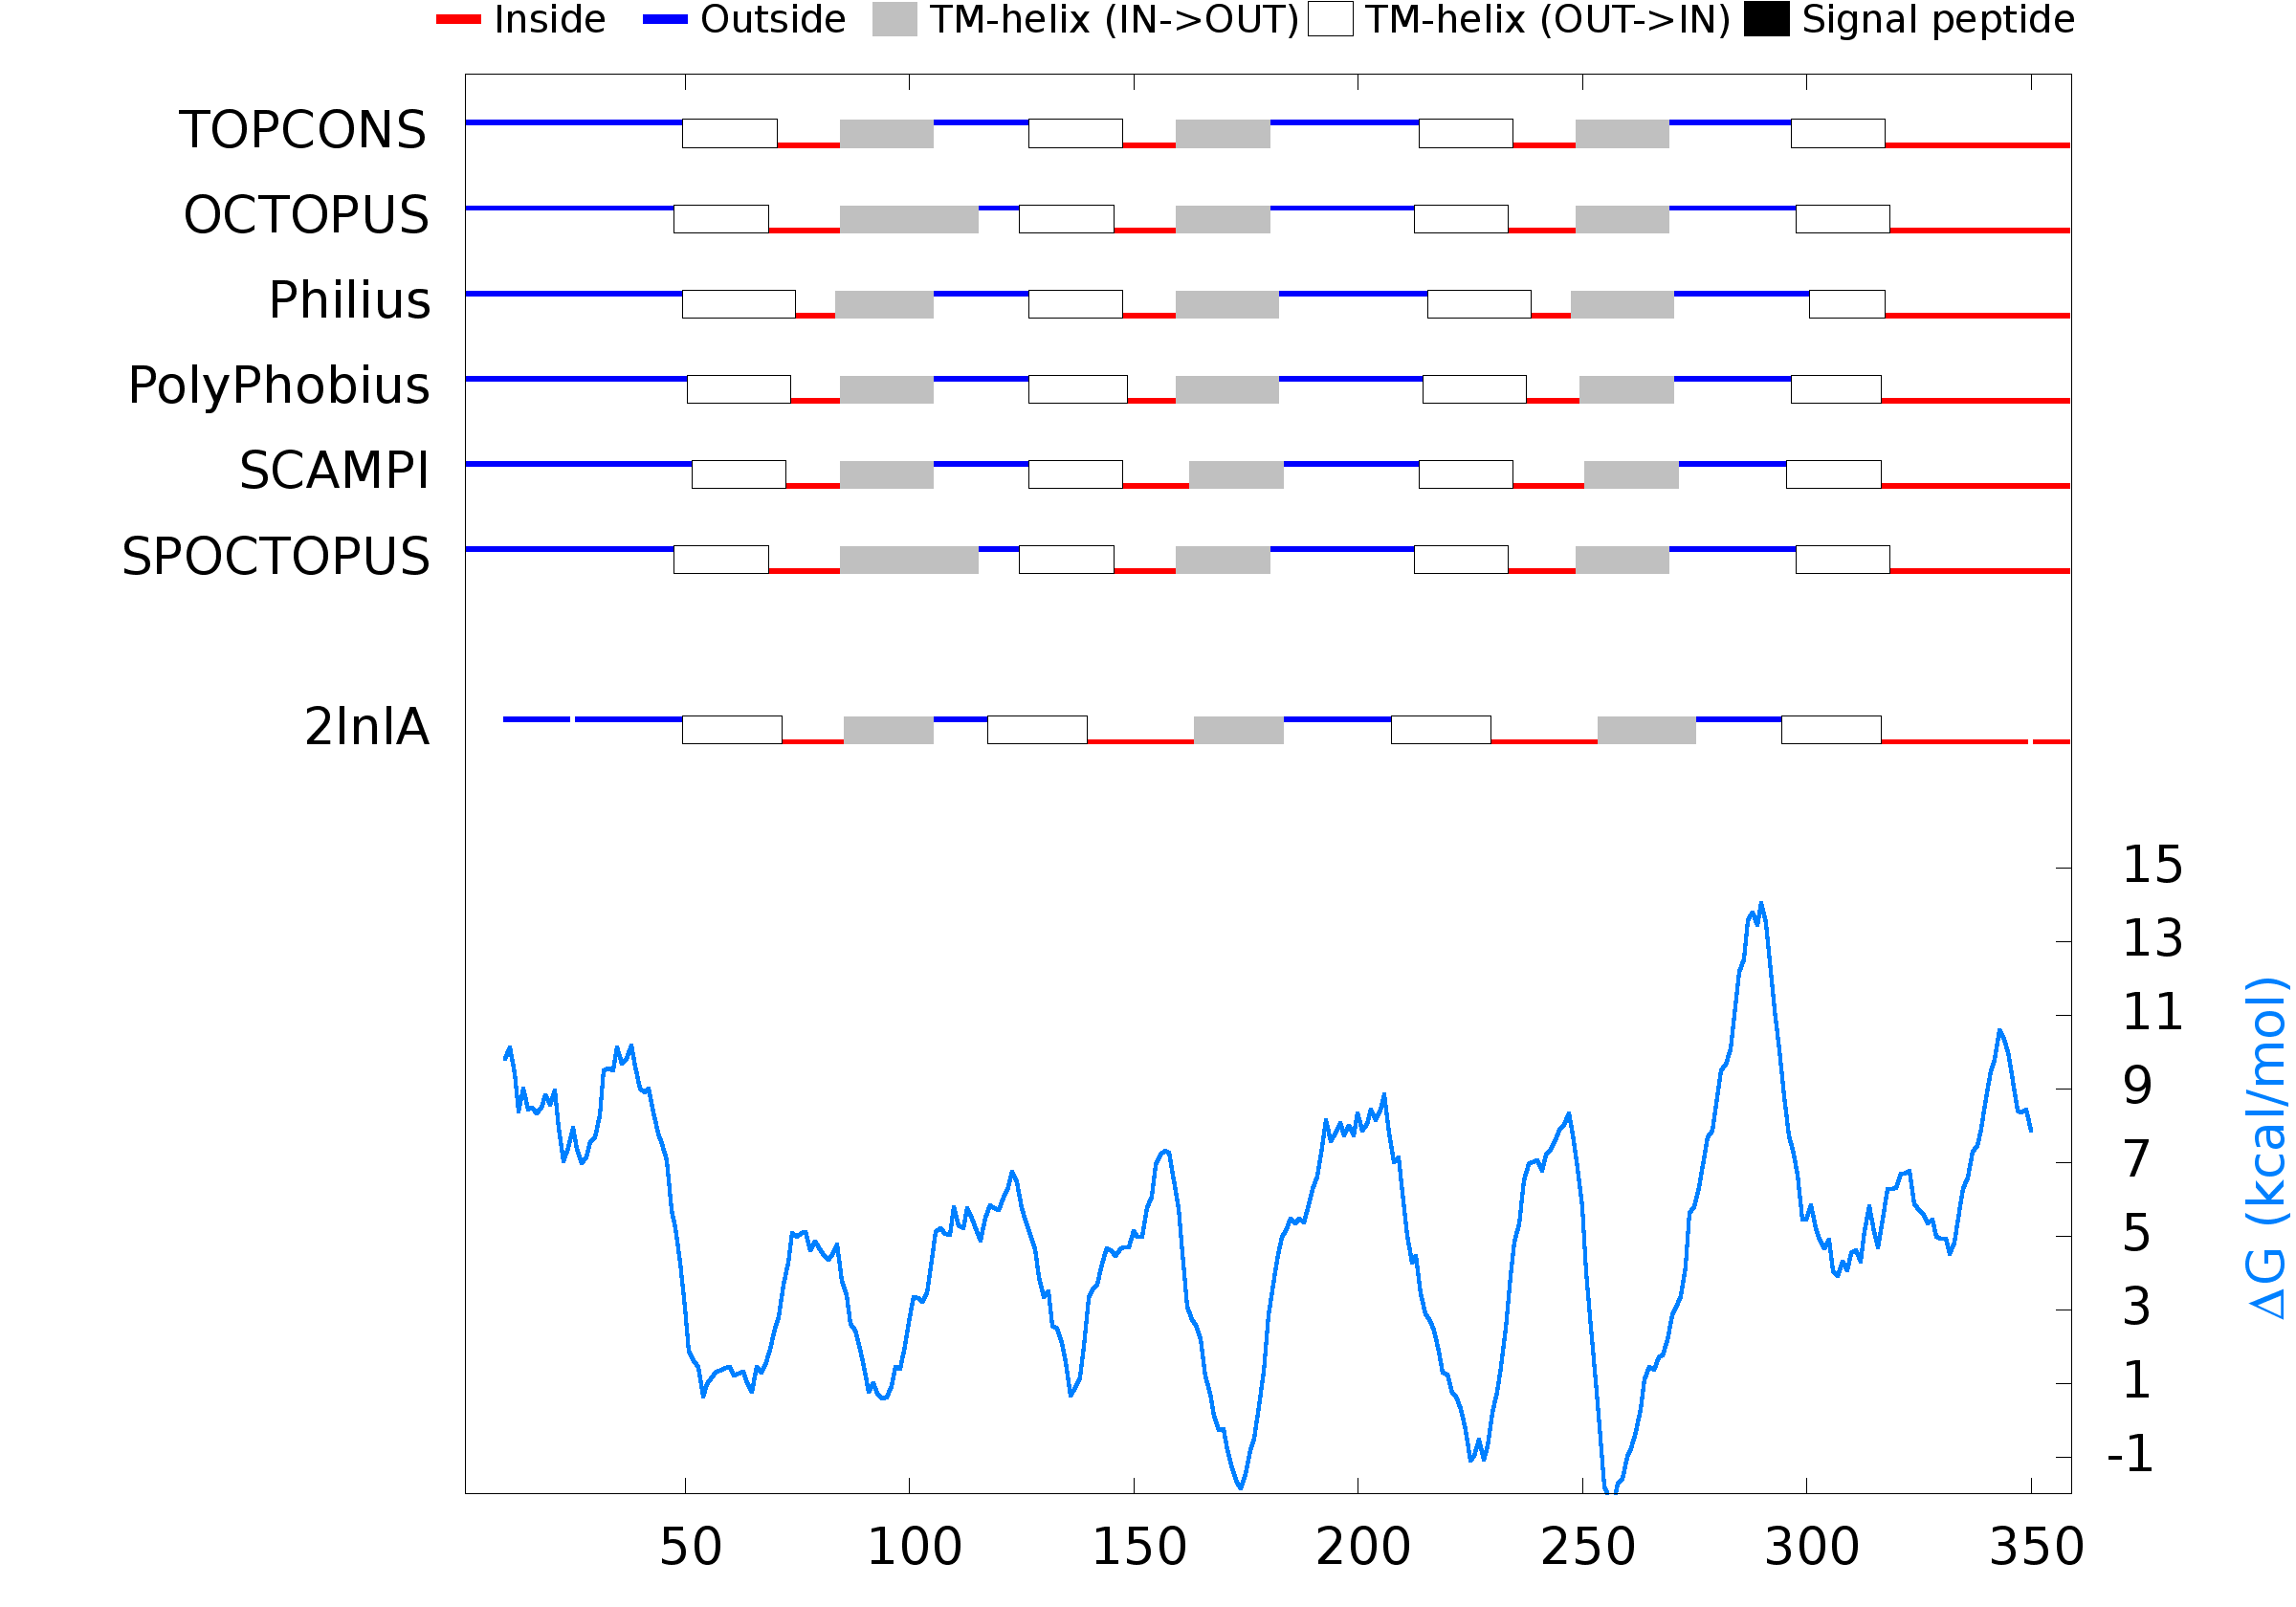 Inside Outside TM-helix (IN->OUT) TM-helix (OUT->IN) Signal peptide
TOPCONS
OCTOPUS
Philius
PolyPhobius
SCAMPI
SPOCTOPUS
2lnlA
15
13
11
9
7
5
3
1
-1
ΔG (kcal/mol)
50 100 150 200 250 300 350